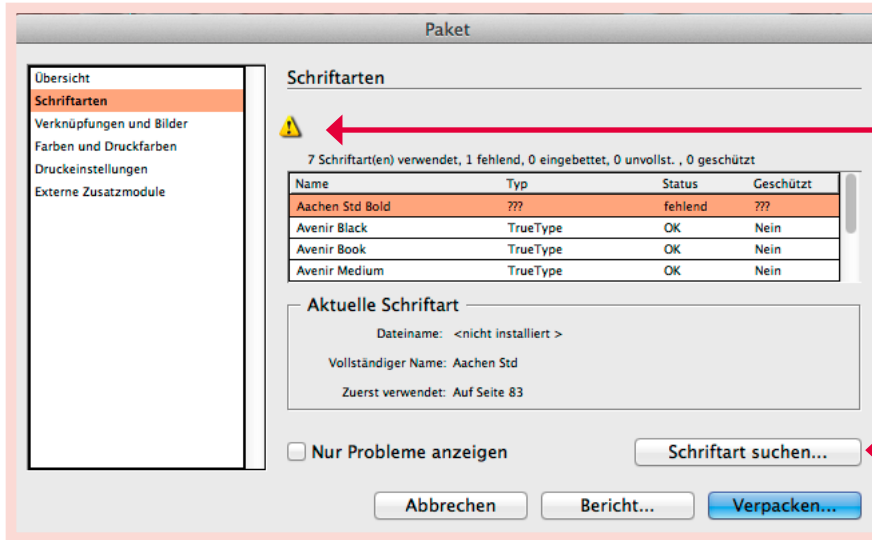 Paket
Übersicht
Schriftarten
Verknüpfungen und Bilder
Farben und Druckfarben
Druckeinstellungen
Externe Zusatzmodule
Schriftarten
7 Schriftart(en) verwendet, 1 fehlend, 0 eingebettet, 0 unvollst. , 0 geschützt
Name Typ Status Geschützt
Aachen Std Bold ??? fehlend ???
Avenir Black TrueType OK Nein
Avenir Book TrueType OK Nein
Avenir Medium TrueType OK Nein
Aktuelle Schriftart
Dateiname: <nicht installiert >
Vollständiger Name: Aachen Std
Zuerst verwendet: Auf Seite 83
Nur Probleme anzeigen
Schriftart suchen...
Abbrechen
Bericht...
Verpacken...